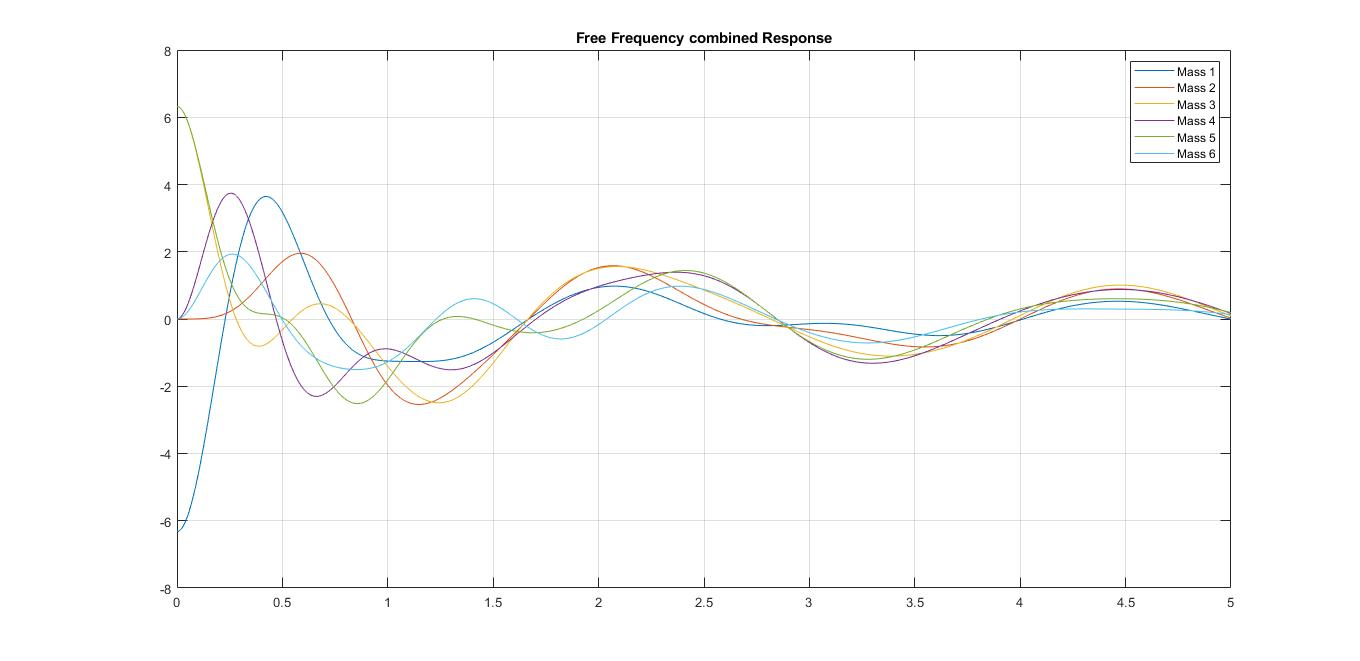 Free Frequency combined Response
8
6
4
2
0
-2
-4
-6
-8
0 0.5 1 1.5 2 2.5 3 3.5 4 4.5 5
Mass 1
Mass 2
Mass 3
Mass 4
Mass 5
Mass 6